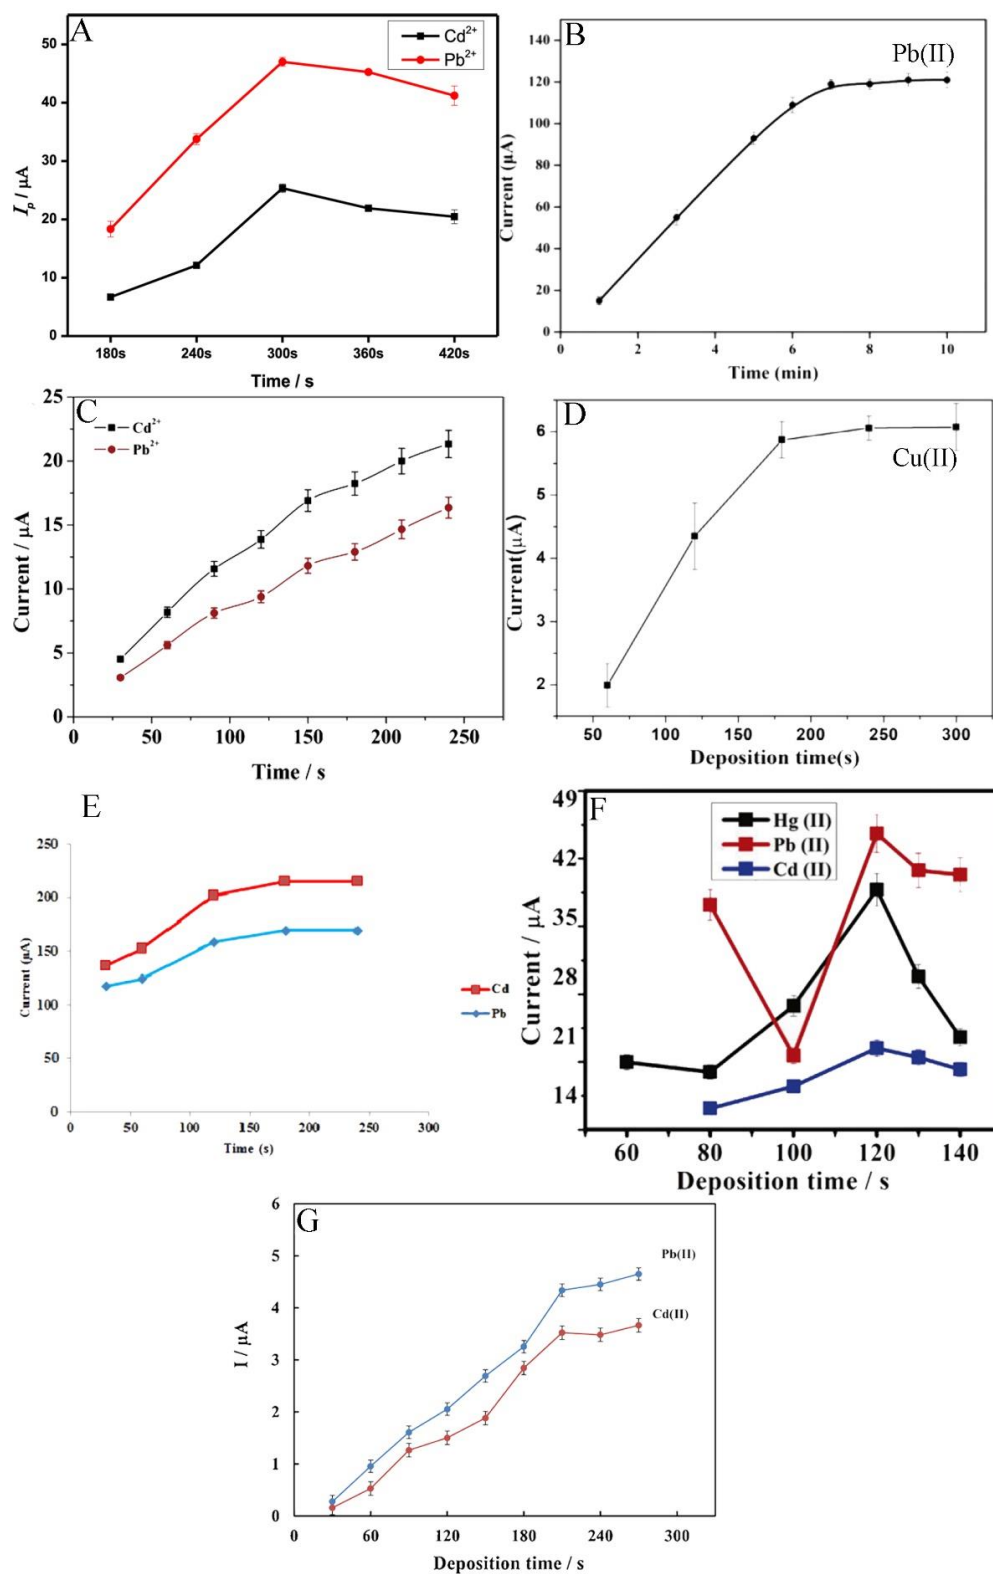 A
Cd2+
Pb2+
50
40
30
20
10
0
Ip / µA
180s 240s 300s 360s 420s
Time / s
B
Pb(II)
140
120
100
80
60
40
20
0
Current (µA)
0 2 4 6 8 10
Time (min)
C
Cd2+
Pb2+
25
20
15
10
5
0
Current / µA
0 50 100 150 200 250
Time / s
D
Cu(II)
6
5
4
2
Current(µA)
50 100 150 200 250 300
Deposition time(s)
E
250
200
150
100
50
0
Current (µA)
Cd
Pb
0 50 100 150 200 250 300
Time (s)
F
Hg (II)
Pb (II)
Cd (II)
49
42
35
28
21
14
Current / µA
60 80 100 120 140
Deposition time / s
G
Pb(II)
Cd(II)
6
5
4
3
2
1
0
I / µA
0 60 120 180 240 300
Deposition time / s